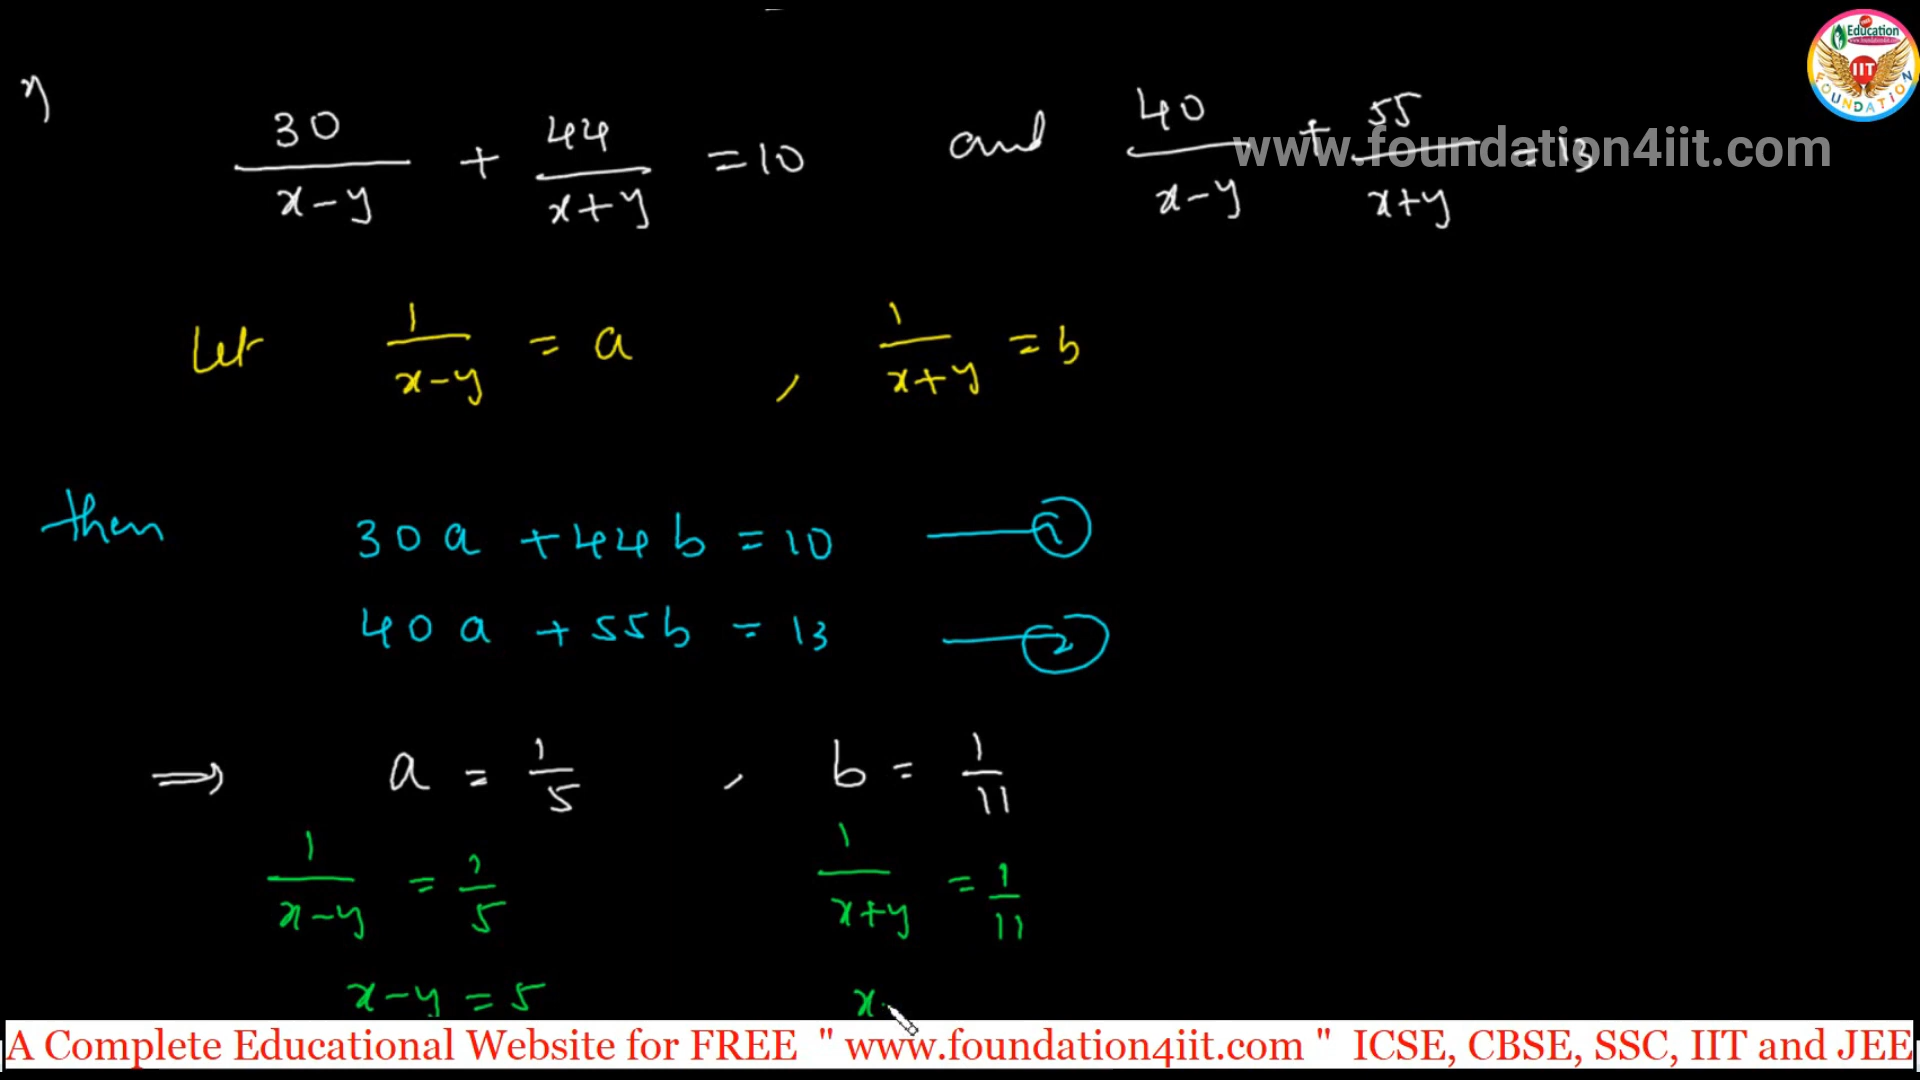 1) 30/(x-y) + 44/(x+y) = 10 and 40/(x-y) + 55/(x+y) = 13
www.foundation4iit.com
Education
IIT
FOUNDATION
Let 1/(x-y) = a , 1/(x+y) = b
then 30a + 44b = 10 —— 1
40a + 55b = 13 —— 2
⇒ a = 1/5 , b = 1/11
1/(x-y) = 1/5 1/(x+y) = 1/11
x-y = 5 x
A Complete Educational Website for FREE " www.foundation4iit.com " ICSE, CBSE, SSC, IIT and JEE